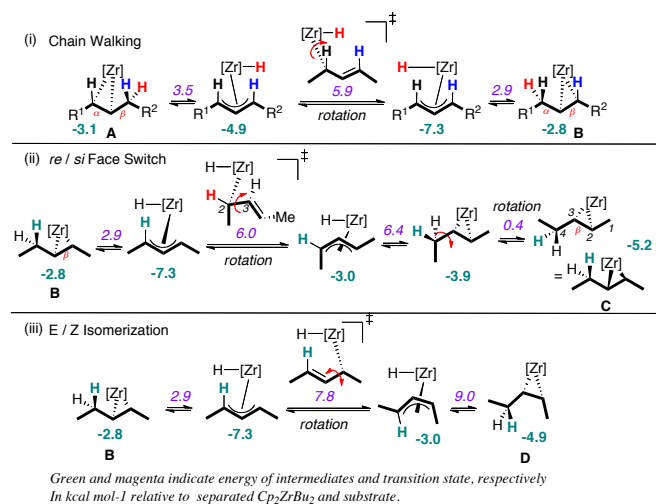 (i) Chain Walking
[Zr] H ‡
H H
[Zr] H [Zr] H H [Zr] H [Zr] H
H H H H H H H H
R¹ α β R² 3.5 5.9 2.9 R¹ α β R²
-3.1 A -4.9 rotation -7.3 -2.8 B
(ii) re / si Face Switch
H [Zr] ‡
H 2 3 H Me
H H [Zr] β 2.9 H H [Zr] 6.0 H H [Zr] 6.4 H H [Zr] rotation 0.4 H H 4 3 β 2 1 [Zr] -5.2
-2.8 B -7.3 rotation -3.0 -3.9 = H H [Zr] C
(iii) E / Z Isomerization
H [Zr] ‡
H
H H [Zr] 2.9 H H [Zr] 7.8 H [Zr] H 9.0 [Zr] H H
-2.8 B -7.3 rotation -3.0 -4.9 D
Green and magenta indicate energy of intermediates and transition state, respectively
In kcal mol-1 relative to separated Cp₂ZrBu₂ and substrate.